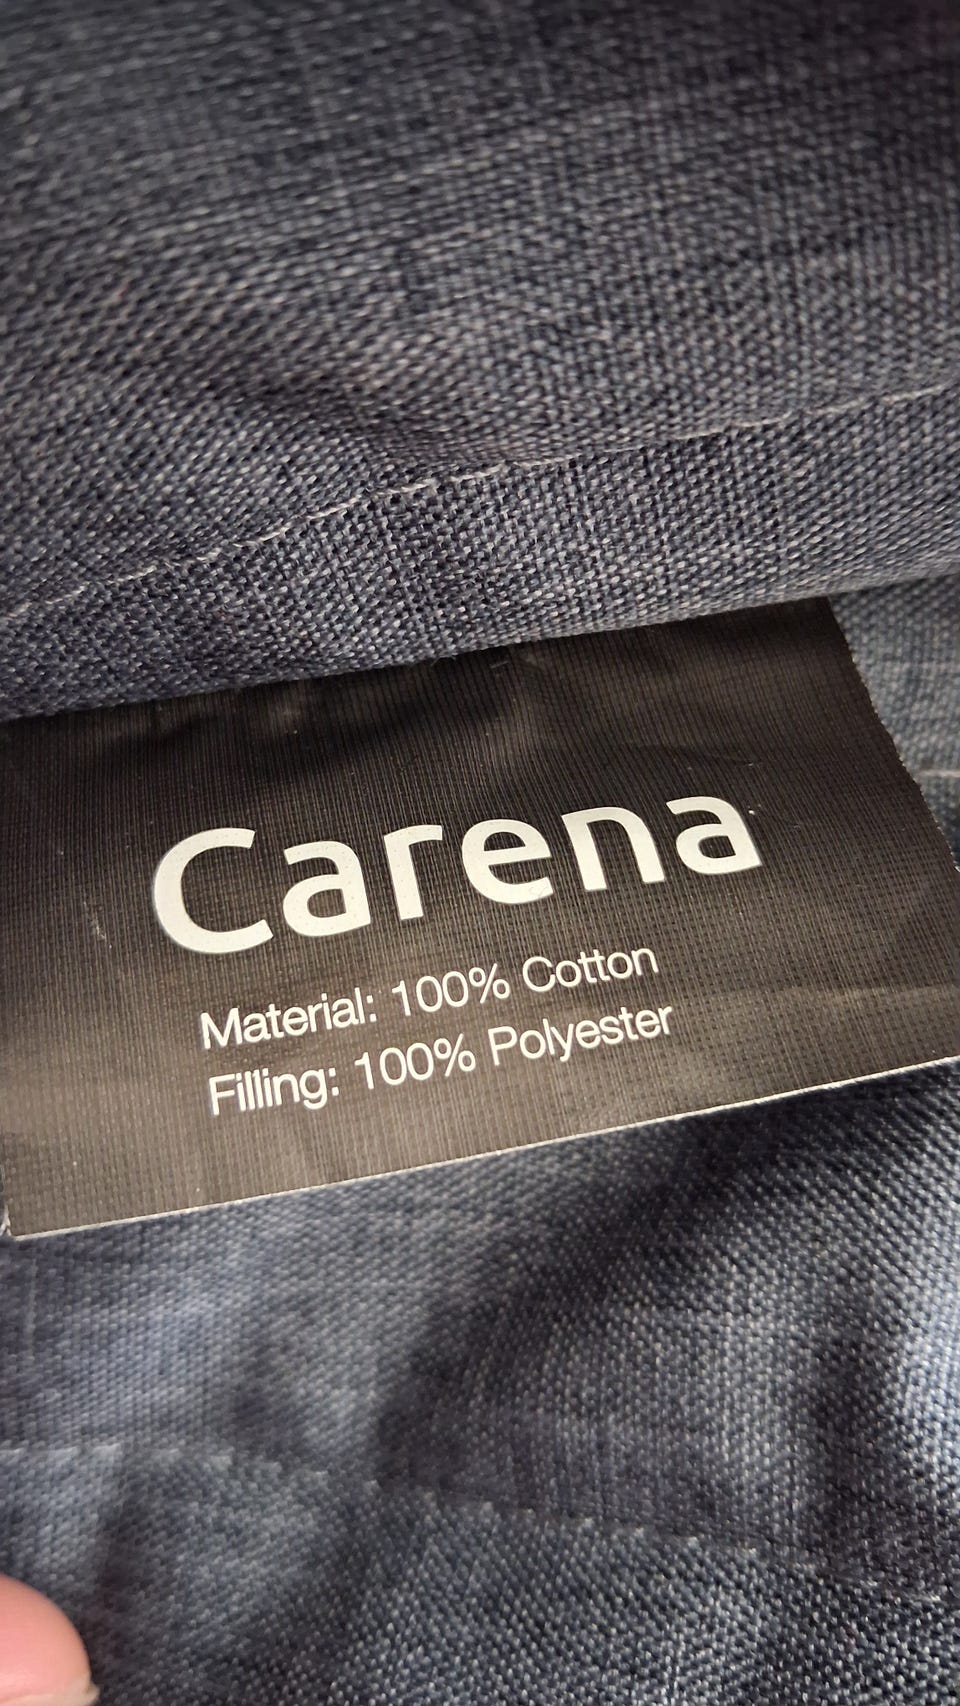 Carena
Material: 100% Cotton
Filling: 100% Polyester